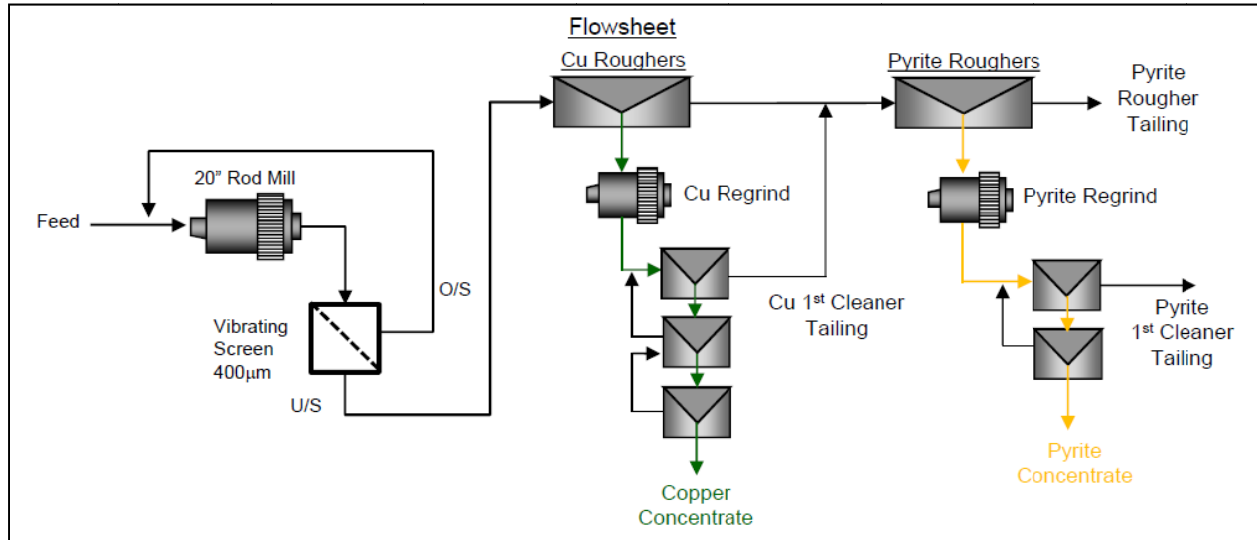 Flowsheet
Cu Roughers
Pyrite Roughers
Pyrite
Rougher
Tailing
20" Rod Mill
Feed
Cu Regrind
Pyrite Regrind
O/S
Vibrating
Screen
400μm
U/S
Cu 1st Cleaner
Tailing
Pyrite
1st Cleaner
Tailing
Copper
Concentrate
Pyrite
Concentrate